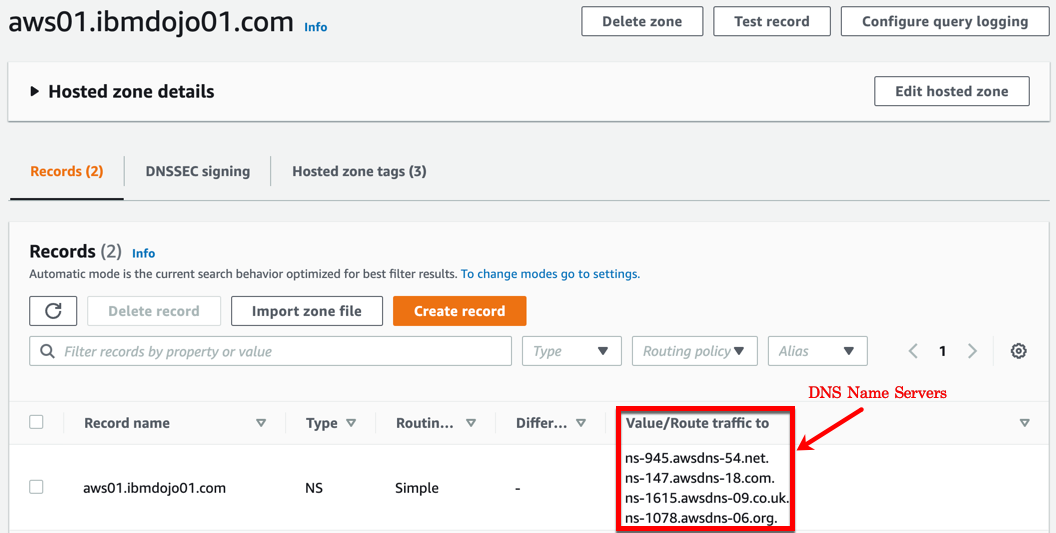 aws01.ibmdojo01.com Info Delete zone Test record Configure query logging
Hosted zone details Edit hosted zone
Records (2) DNSSEC signing Hosted zone tags (3)
Records (2) Info
Automatic mode is the current search behavior optimized for best filter results. To change modes go to settings.
Delete record Import zone file Create record
Filter records by property or value Type Routing policy Alias 1
DNS Name Servers
Record name Type Routin... Differ... Value/Route traffic to
ns-945.awsdns-54.net.
ns-147.awsdns-18.com.
aws01.ibmdojo01.com NS Simple -
ns-1615.awsdns-09.co.uk.
ns-1078.awsdns-06.org.